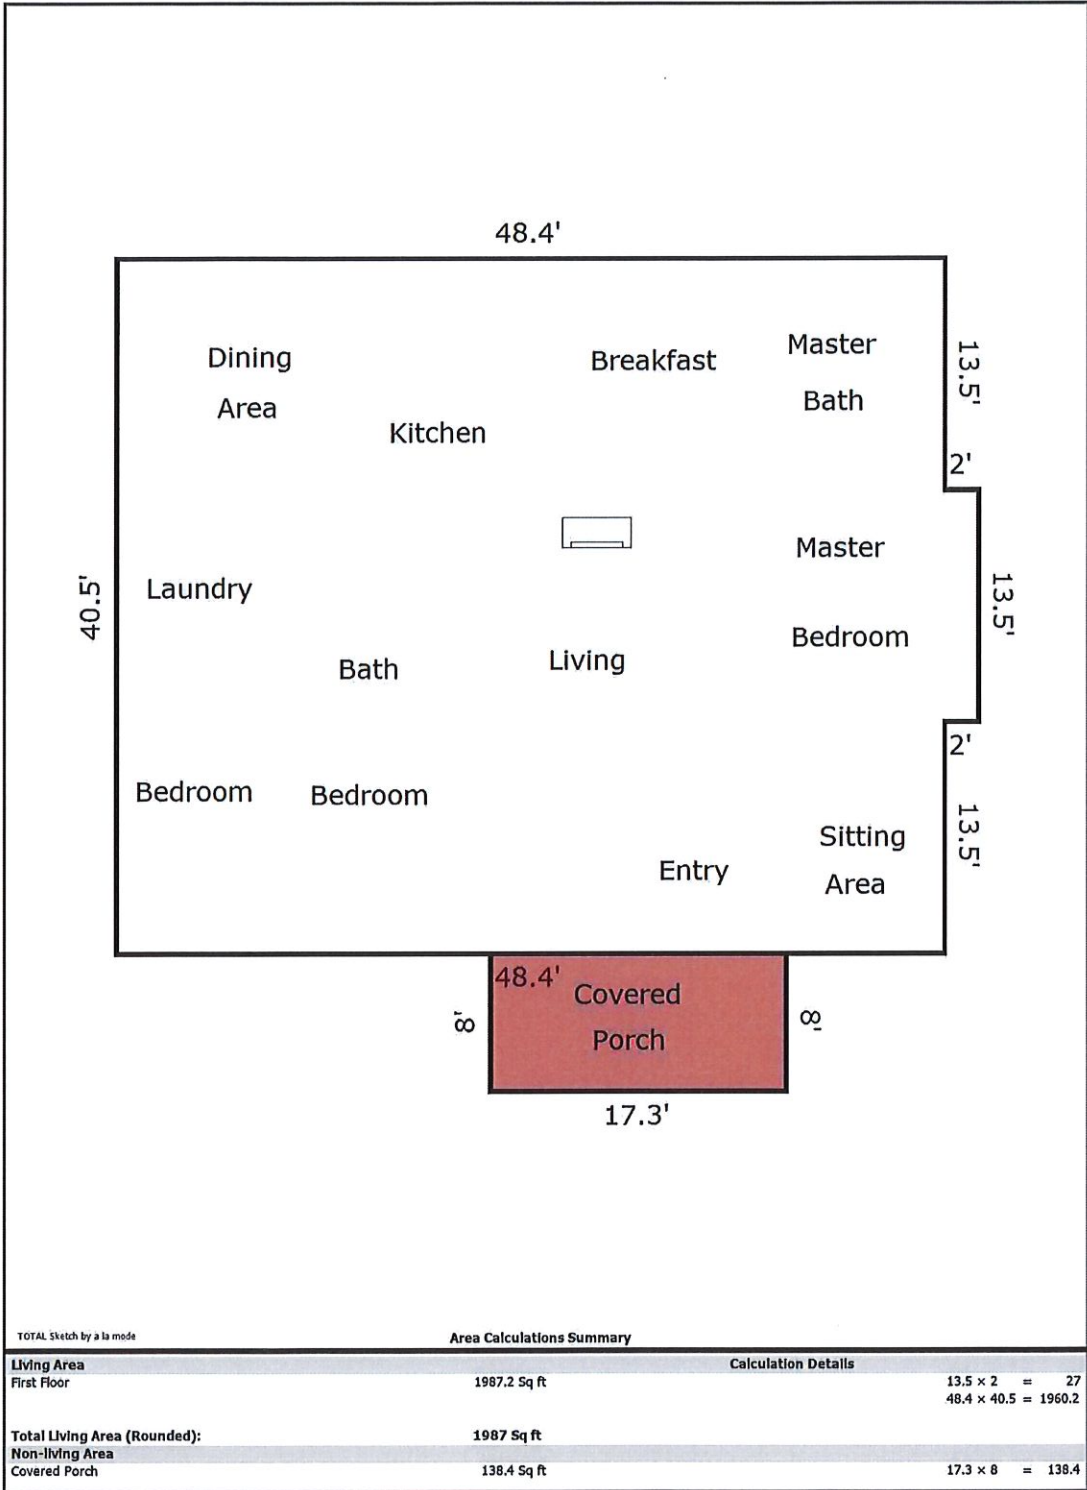 48.4'
Dining
Area
Kitchen
Breakfast
Master
Bath
13.5'
2'
40.5'
Laundry
Bath
Living
Master
Bedroom
13.5'
2'
Bedroom
Bedroom
Entry
Sitting
Area
13.5'
48.4'
Covered
Porch
8'
8'
17.3'
TOTAL Sketch by a la mode
Area Calculations Summary
Living Area Calculation Details
First Floor 1987.2 Sq ft 13.5 × 2 = 27
48.4 × 40.5 = 1960.2
Total Living Area (Rounded): 1987 Sq ft
Non-living Area
Covered Porch 138.4 Sq ft 17.3 × 8 = 138.4